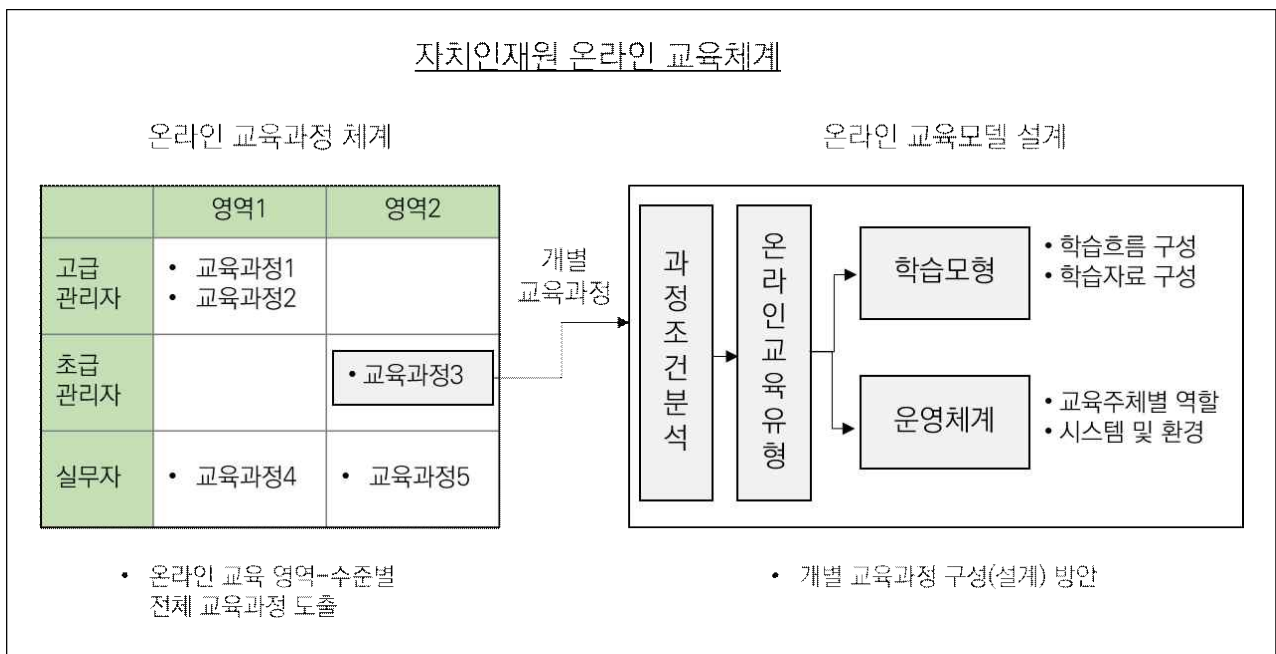 자치인재원 온라인 교육체계
온라인 교육과정 체계
영역1 영역2
고급
관리자
• 교육과정1
• 교육과정2
초급
관리자
• 교육과정3
실무자
• 교육과정4
• 교육과정5
• 온라인 교육 영역-수준별
전체 교육과정 도출
개별
교육과정
온라인 교육모델 설계
과정조건분석
온라인교육유형
학습모형
• 학습흐름 구성
• 학습자료 구성
운영체계
• 교육주체별 역할
• 시스템 및 환경
• 개별 교육과정 구성(설계) 방안